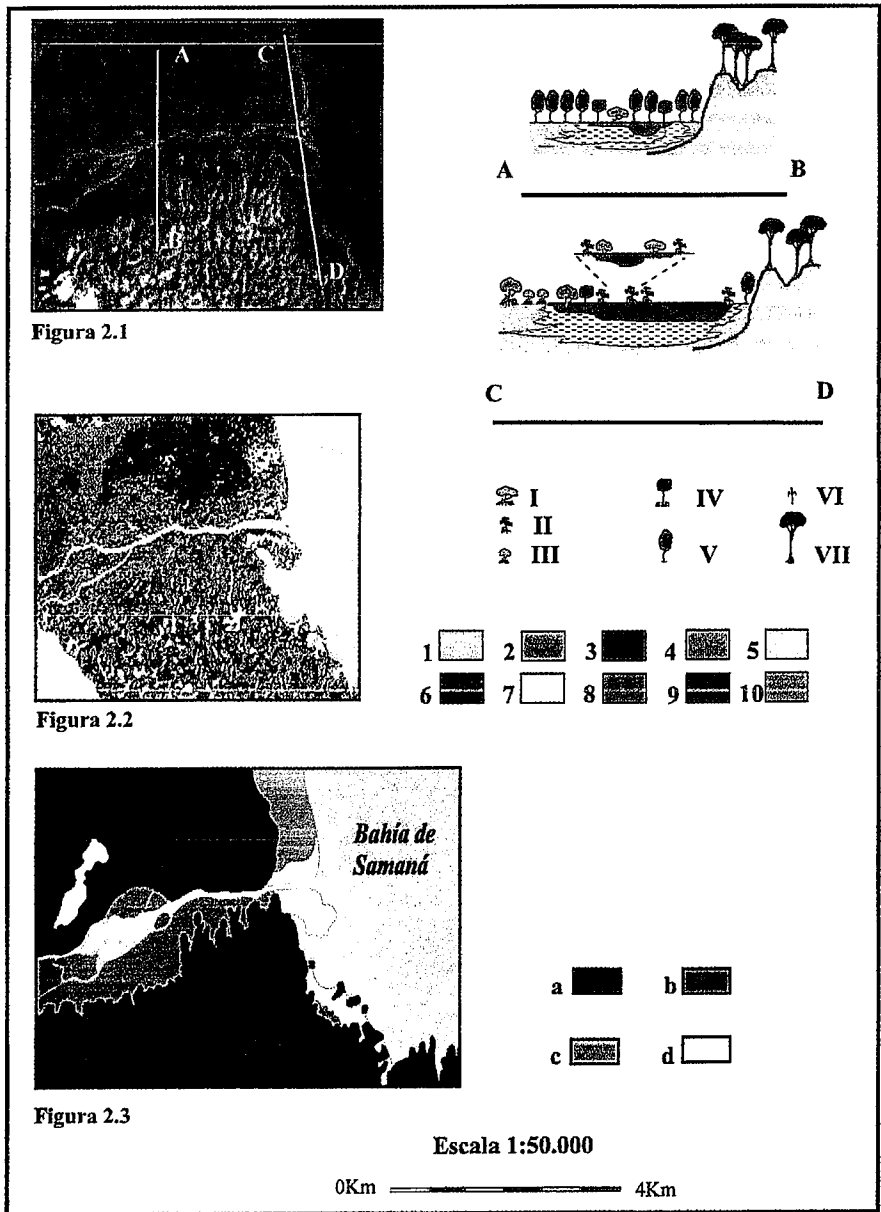 A C
B
D
Figura 2.1
A B
C D
I IV VI
II
III V VII
Figura 2.2
1 2 3 4 5
6 7 8 9 10
Bahía de
Samaná
a b
c d
Figura 2.3
Escala 1:50.000
0Km 4Km